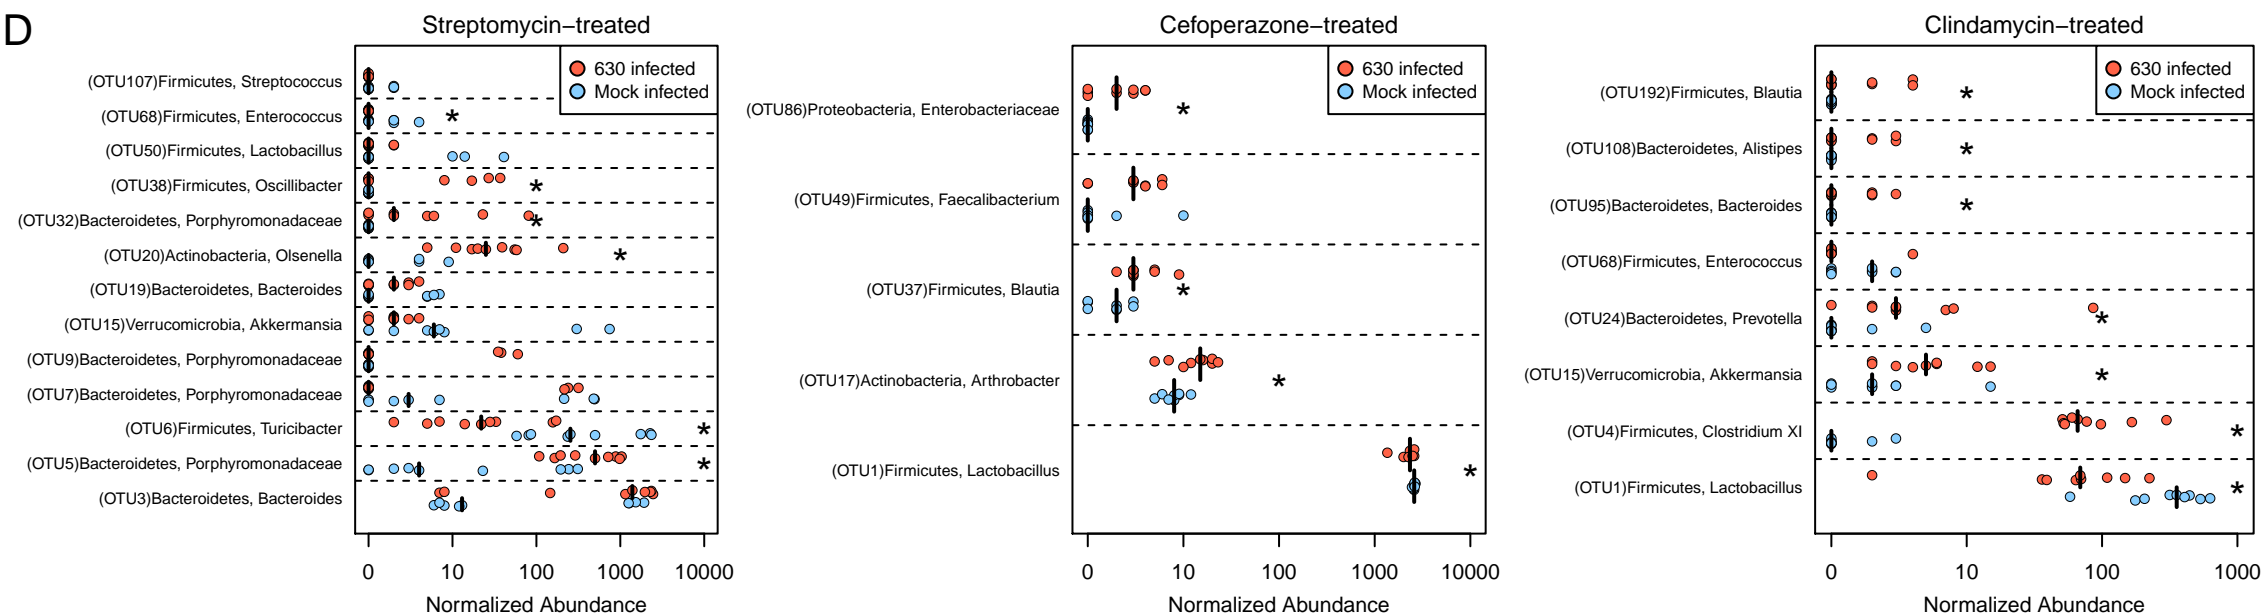 D
Streptomycin−treated
630 infected
Mock infected
(OTU107)Firmicutes, Streptococcus
(OTU68)Firmicutes, Enterococcus
*
(OTU50)Firmicutes, Lactobacillus
(OTU38)Firmicutes, Oscillibacter
*
(OTU32)Bacteroidetes, Porphyromonadaceae
*
(OTU20)Actinobacteria, Olsenella
*
(OTU19)Bacteroidetes, Bacteroides
(OTU15)Verrucomicrobia, Akkermansia
(OTU9)Bacteroidetes, Porphyromonadaceae
(OTU7)Bacteroidetes, Porphyromonadaceae
(OTU6)Firmicutes, Turicibacter
*
(OTU5)Bacteroidetes, Porphyromonadaceae
*
(OTU3)Bacteroidetes, Bacteroides
0 10 100 1000 10000
Normalized Abundance
Cefoperazone−treated
630 infected
Mock infected
(OTU86)Proteobacteria, Enterobacteriaceae
*
(OTU49)Firmicutes, Faecalibacterium
(OTU37)Firmicutes, Blautia
*
(OTU17)Actinobacteria, Arthrobacter
*
(OTU1)Firmicutes, Lactobacillus
*
0 10 100 1000 10000
Normalized Abundance
Clindamycin−treated
630 infected
Mock infected
(OTU192)Firmicutes, Blautia
*
(OTU108)Bacteroidetes, Alistipes
*
(OTU95)Bacteroidetes, Bacteroides
*
(OTU68)Firmicutes, Enterococcus
(OTU24)Bacteroidetes, Prevotella
*
(OTU15)Verrucomicrobia, Akkermansia
*
(OTU4)Firmicutes, Clostridium XI
*
(OTU1)Firmicutes, Lactobacillus
*
0 10 100 1000
Normalized Abundance